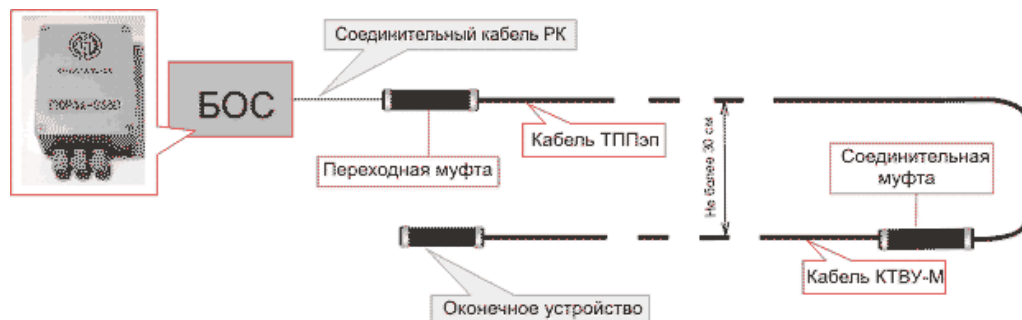 Соединительный кабель РК
БОС
Кабель ТППэп
Переходная муфта
Не более 30 см
Соединительная
муфта
Кабель КТВУ-М
Оконечное устройство